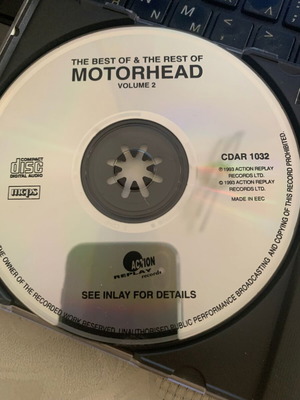 THE BEST OF & THE REST OF
MOTORHEAD
VOLUME 2
COMPACT
disc
DIGITAL AUDIO
mcps
CDAR 1032
℗ 1993 ACTION REPLAY
RECORDS LTD.
© 1993 ACTION REPLAY
RECORDS LTD.
MADE IN EEC
ACTION
REPLAY
records
SEE INLAY FOR DETAILS
THE OWNER OF THE RECORDED WORK RESERVED. UNAUTHORISED PUBLIC PERFORMANCE BROADCASTING AND COPYING OF THIS RECORD PROHIBITED.